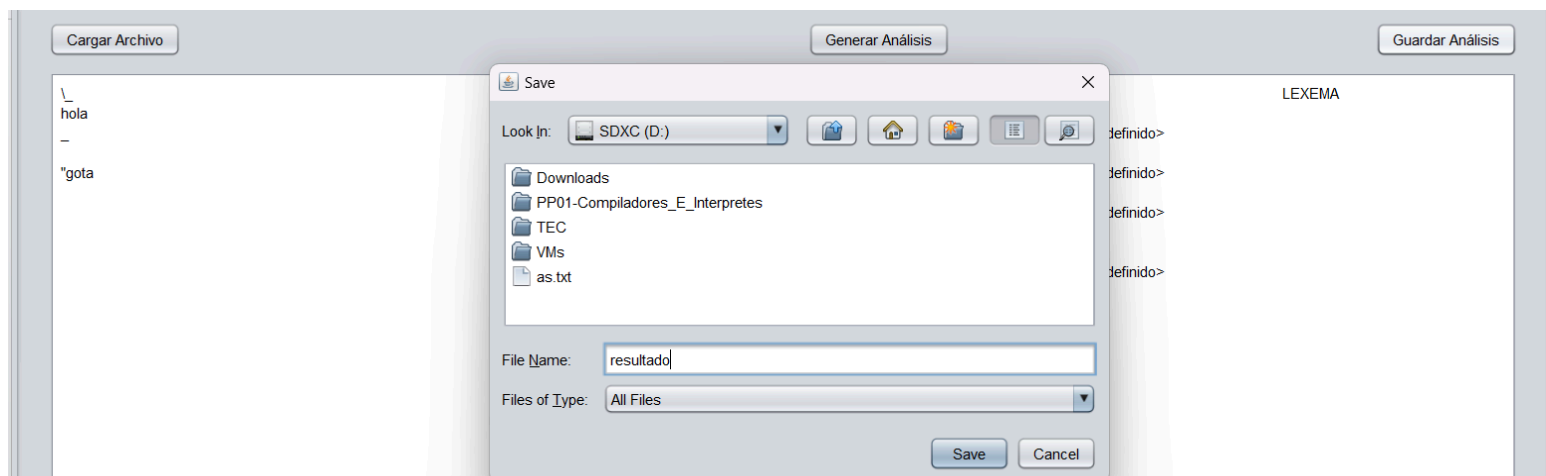 Cargar Archivo
Generar Análisis
Guardar Análisis
\_
hola
_
"gota
Save
Look In:
SDXC (D:)
Downloads
PP01-Compiladores_E_Interpretes
TEC
VMs
as.txt
File Name:
resultado
Files of Type:
All Files
Save
Cancel
LEXEMA
definido>
definido>
definido>
definido>